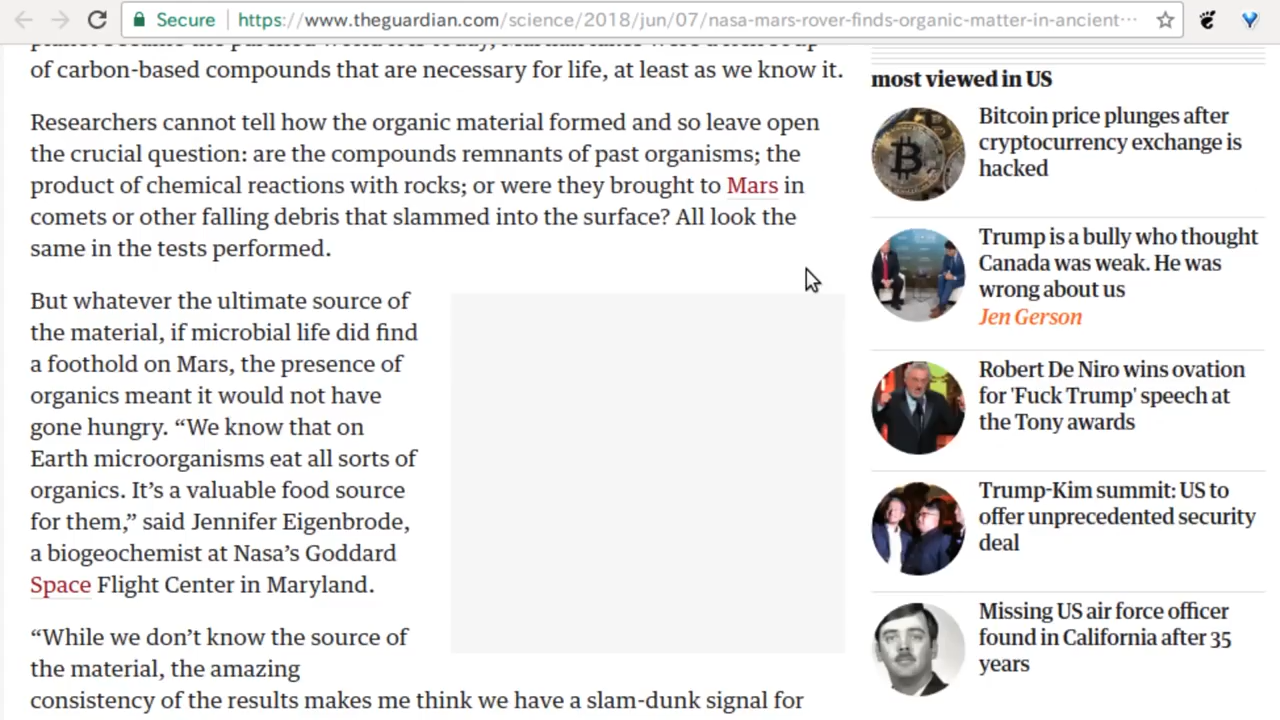 Secure https://www.theguardian.com/science/2018/jun/07/nasa-mars-rover-finds-organic-matter-in-ancient···
of carbon-based compounds that are necessary for life, at least as we know it.
Researchers cannot tell how the organic material formed and so leave open
the crucial question: are the compounds remnants of past organisms; the
product of chemical reactions with rocks; or were they brought to Mars in
comets or other falling debris that slammed into the surface? All look the
same in the tests performed.
But whatever the ultimate source of
the material, if microbial life did find
a foothold on Mars, the presence of
organics meant it would not have
gone hungry. “We know that on
Earth microorganisms eat all sorts of
organics. It’s a valuable food source
for them,” said Jennifer Eigenbrode,
a biogeochemist at Nasa’s Goddard
Space Flight Center in Maryland.
“While we don’t know the source of
the material, the amazing
consistency of the results makes me think we have a slam-dunk signal for
most viewed in US
Bitcoin price plunges after
cryptocurrency exchange is
hacked
Trump is a bully who thought
Canada was weak. He was
wrong about us
Jen Gerson
Robert De Niro wins ovation
for 'Fuck Trump' speech at
the Tony awards
Trump-Kim summit: US to
offer unprecedented security
deal
Missing US air force officer
found in California after 35
years